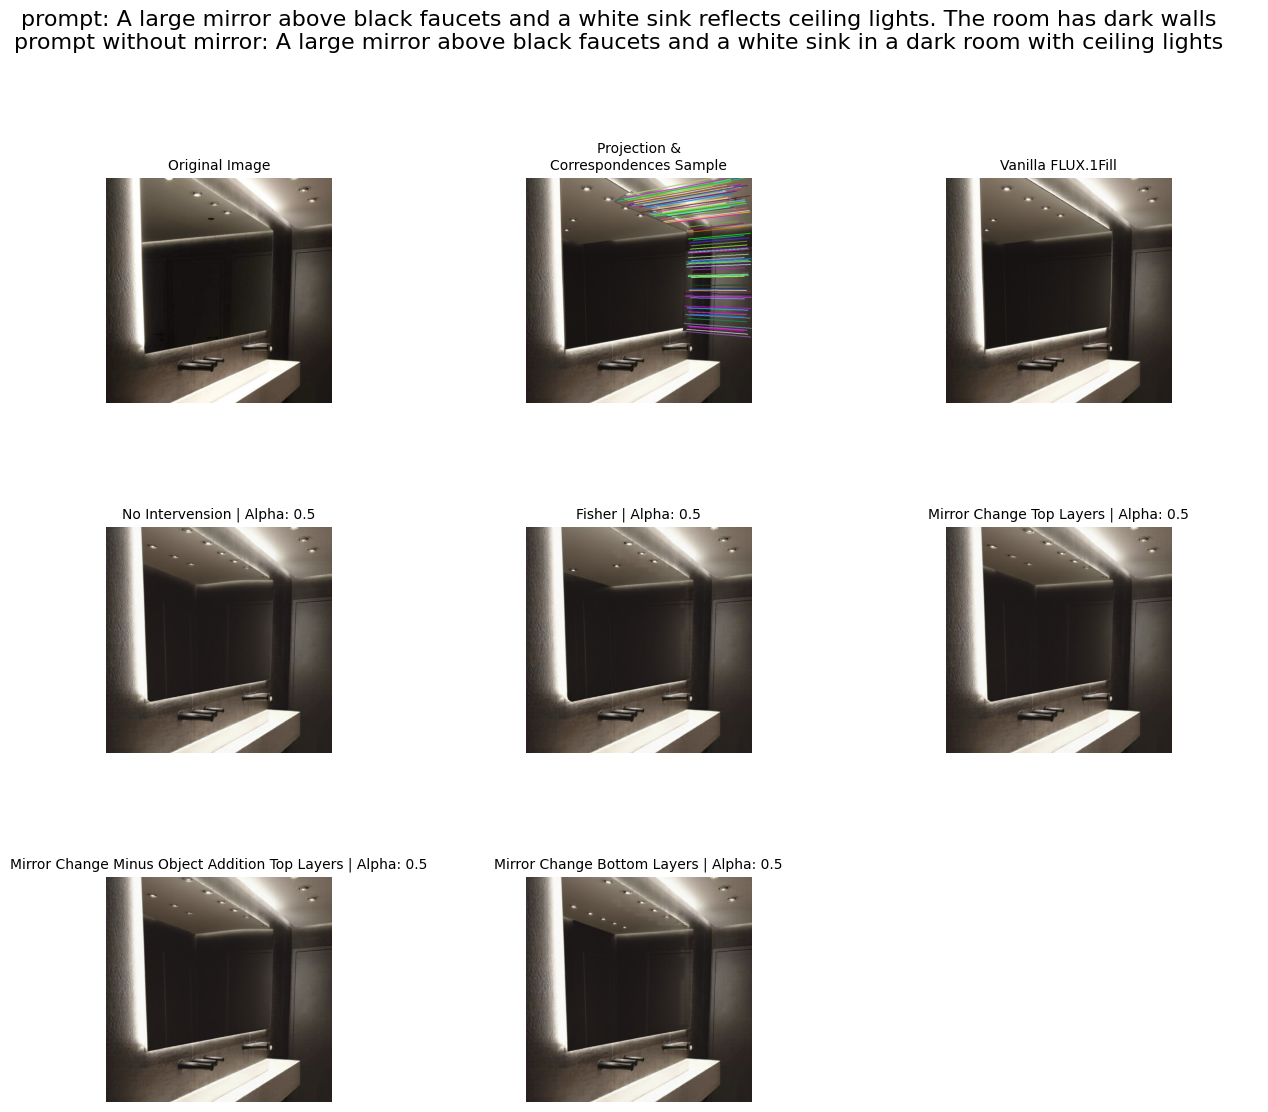 prompt: A large mirror above black faucets and a white sink reflects ceiling lights. The room has dark walls
prompt without mirror: A large mirror above black faucets and a white sink in a dark room with ceiling lights
Original Image
Projection &
Correspondences Sample
Vanilla FLUX.1Fill
No Intervension | Alpha: 0.5
Fisher | Alpha: 0.5
Mirror Change Top Layers | Alpha: 0.5
Mirror Change Minus Object Addition Top Layers | Alpha: 0.5
Mirror Change Bottom Layers | Alpha: 0.5